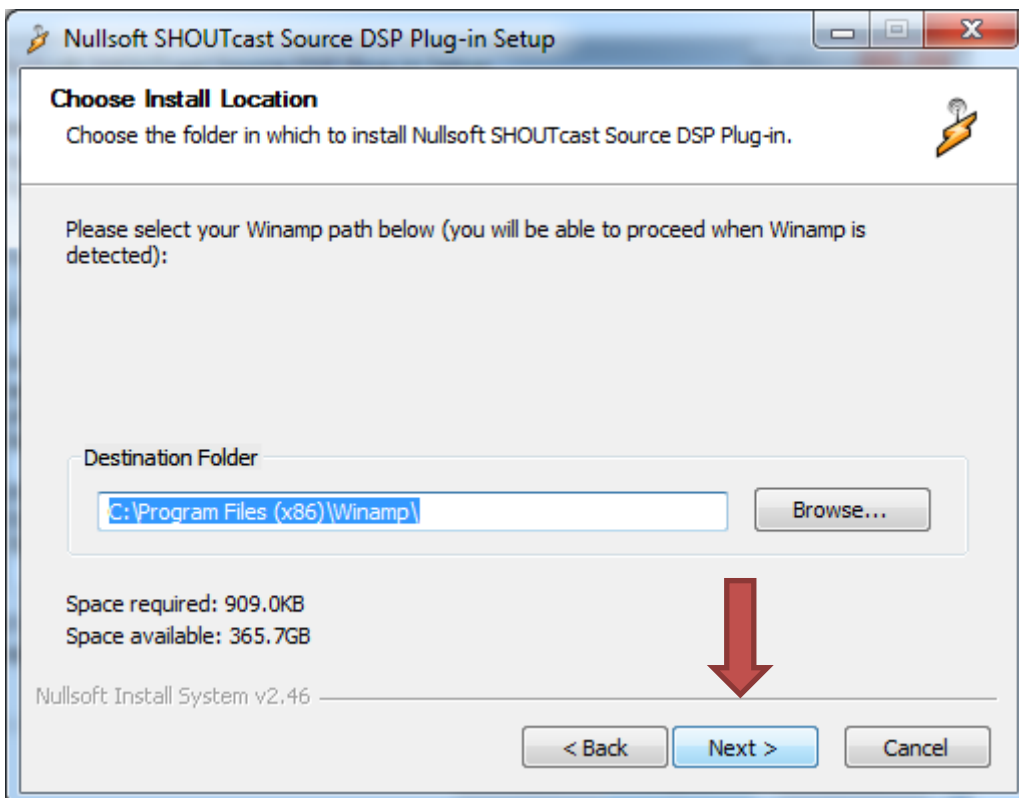 Nullsoft SHOUTcast Source DSP Plug-in Setup
Choose Install Location
Choose the folder in which to install Nullsoft SHOUTcast Source DSP Plug-in.
Please select your Winamp path below (you will be able to proceed when Winamp is
detected):
Destination Folder
C:\Program Files (x86)\Winamp\
Browse...
Space required: 909.0KB
Space available: 365.7GB
Nullsoft Install System v2.46
< Back
Next >
Cancel